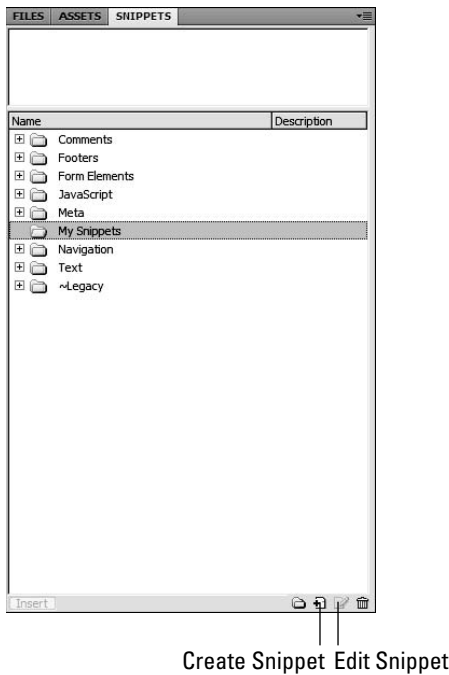 FILES ASSETS SNIPPETS
Name Description
Comments
Footers
Form Elements
JavaScript
Meta
My Snippets
Navigation
Text
~Legacy
Insert
Create Snippet Edit Snippet